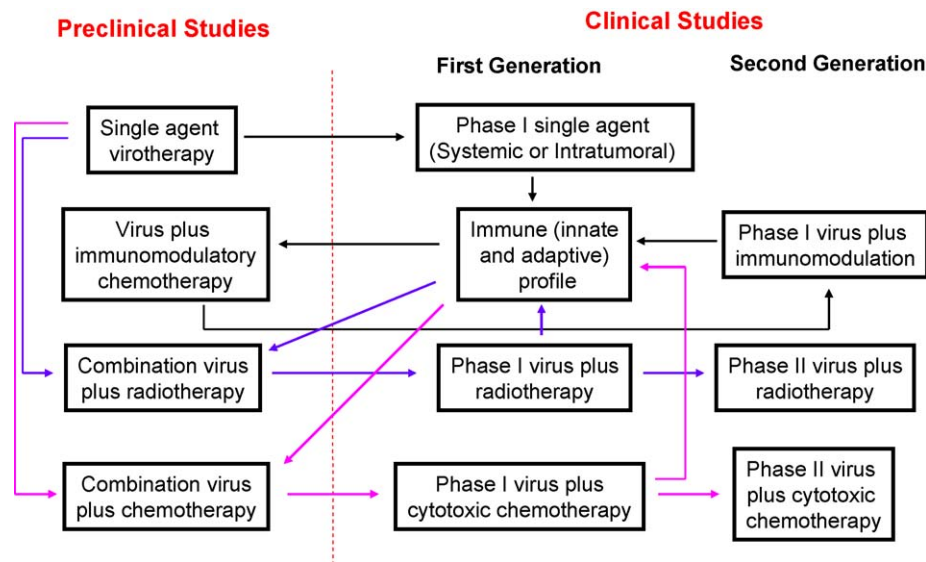 Preclinical Studies
Clinical Studies
First Generation
Second Generation
Single agent
virotherapy
Phase I single agent
(Systemic or Intratumoral)
Virus plus
immunomodulatory
chemotherapy
Immune (innate
and adaptive)
profile
Phase I virus plus
immunomodulation
Combination virus
plus radiotherapy
Phase I virus plus
radiotherapy
Phase II virus plus
radiotherapy
Combination virus
plus chemotherapy
Phase I virus plus
cytotoxic chemotherapy
Phase II virus
plus cytotoxic
chemotherapy